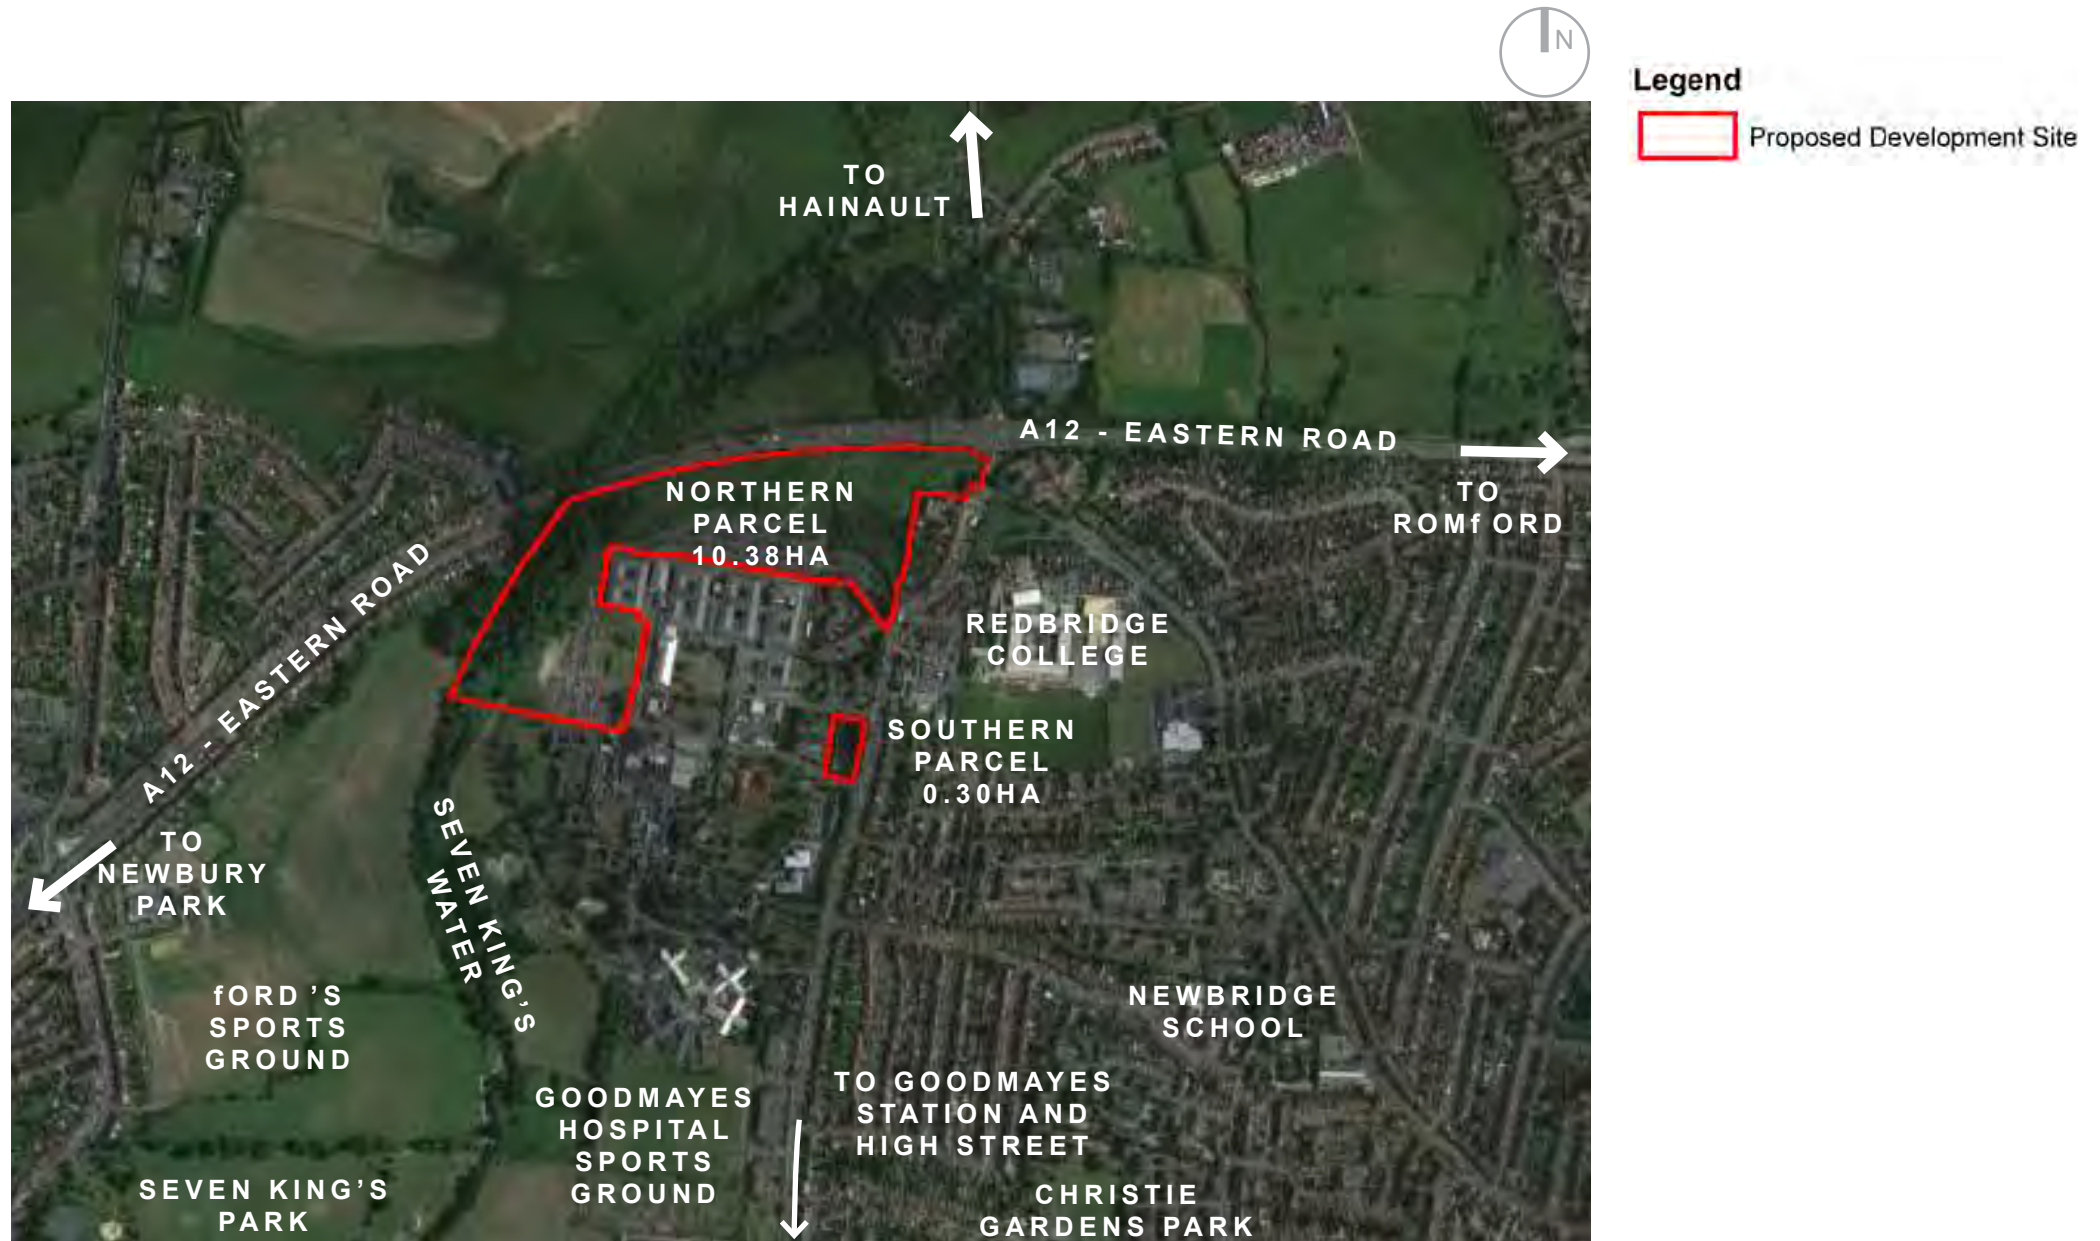 N
Legend
Proposed Development Site
TO
HAINAULT
A12 - EASTERN ROAD
TO
ROMf ORD
NORTHERN
PARCEL
10.38HA
A12 - EASTERN ROAD
REDBRIDGE
COLLEGE
SOUTHERN
PARCEL
0.30HA
TO
NEWBURY
PARK
SEVEN KING’S
WATER
fORD ’S
SPORTS
GROUND
NEWBRIDGE
SCHOOL
GOODMAYES
HOSPITAL
SPORTS
GROUND
TO GOODMAYES
STATION AND
HIGH STREET
SEVEN KING’S
PARK
CHRISTIE
GARDENS PARK